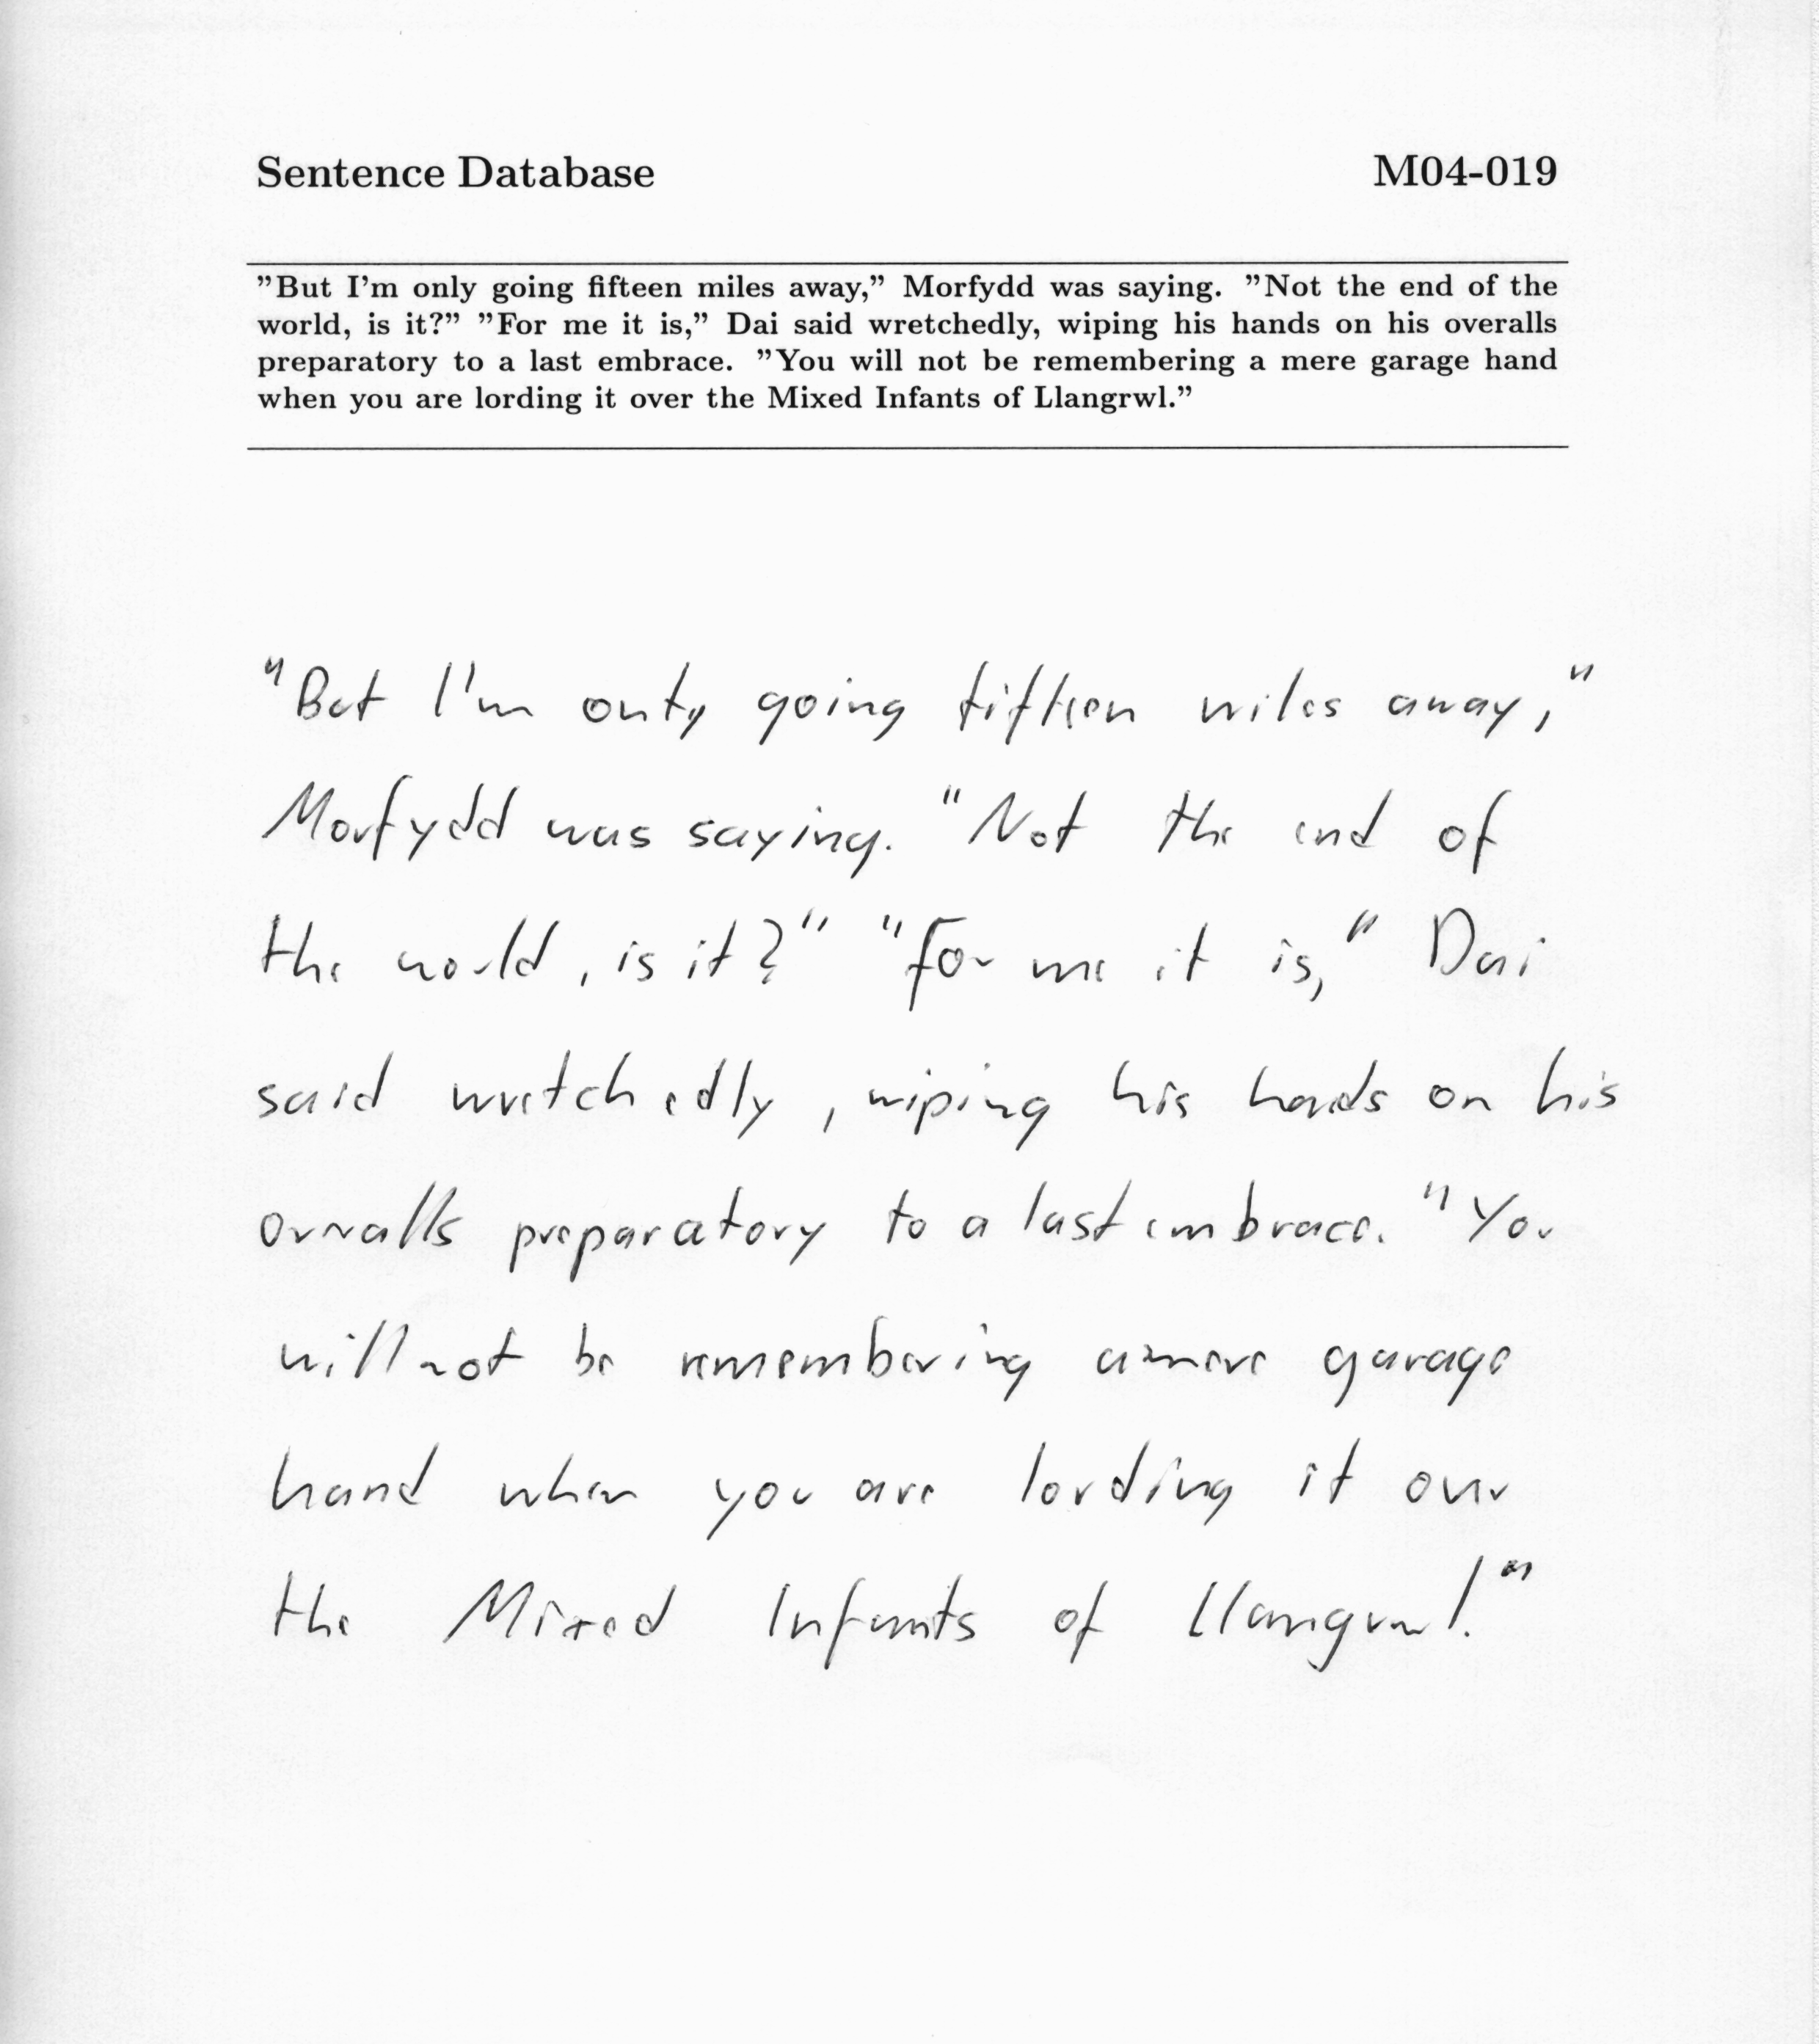 Sentence Database M04-019
"But I'm only going fifteen miles away," Morfydd was saying. "Not the end of the
world, is it?" "For me it is," Dai said wretchedly, wiping his hands on his overalls
preparatory to a last embrace. "You will not be remembering a mere garage hand
when you are lording it over the Mixed Infants of Llangrwl."
"But I'm only going fifteen miles away,"
Morfydd was saying. "Not the end of
the world, is it?" "For me it is," Dai
said wretchedly, wiping his hands on his
overalls preparatory to a last embrace. "You
will not be remembering a mere garage
hand when you are lording it over
the Mixed Infants of Llangrwl."